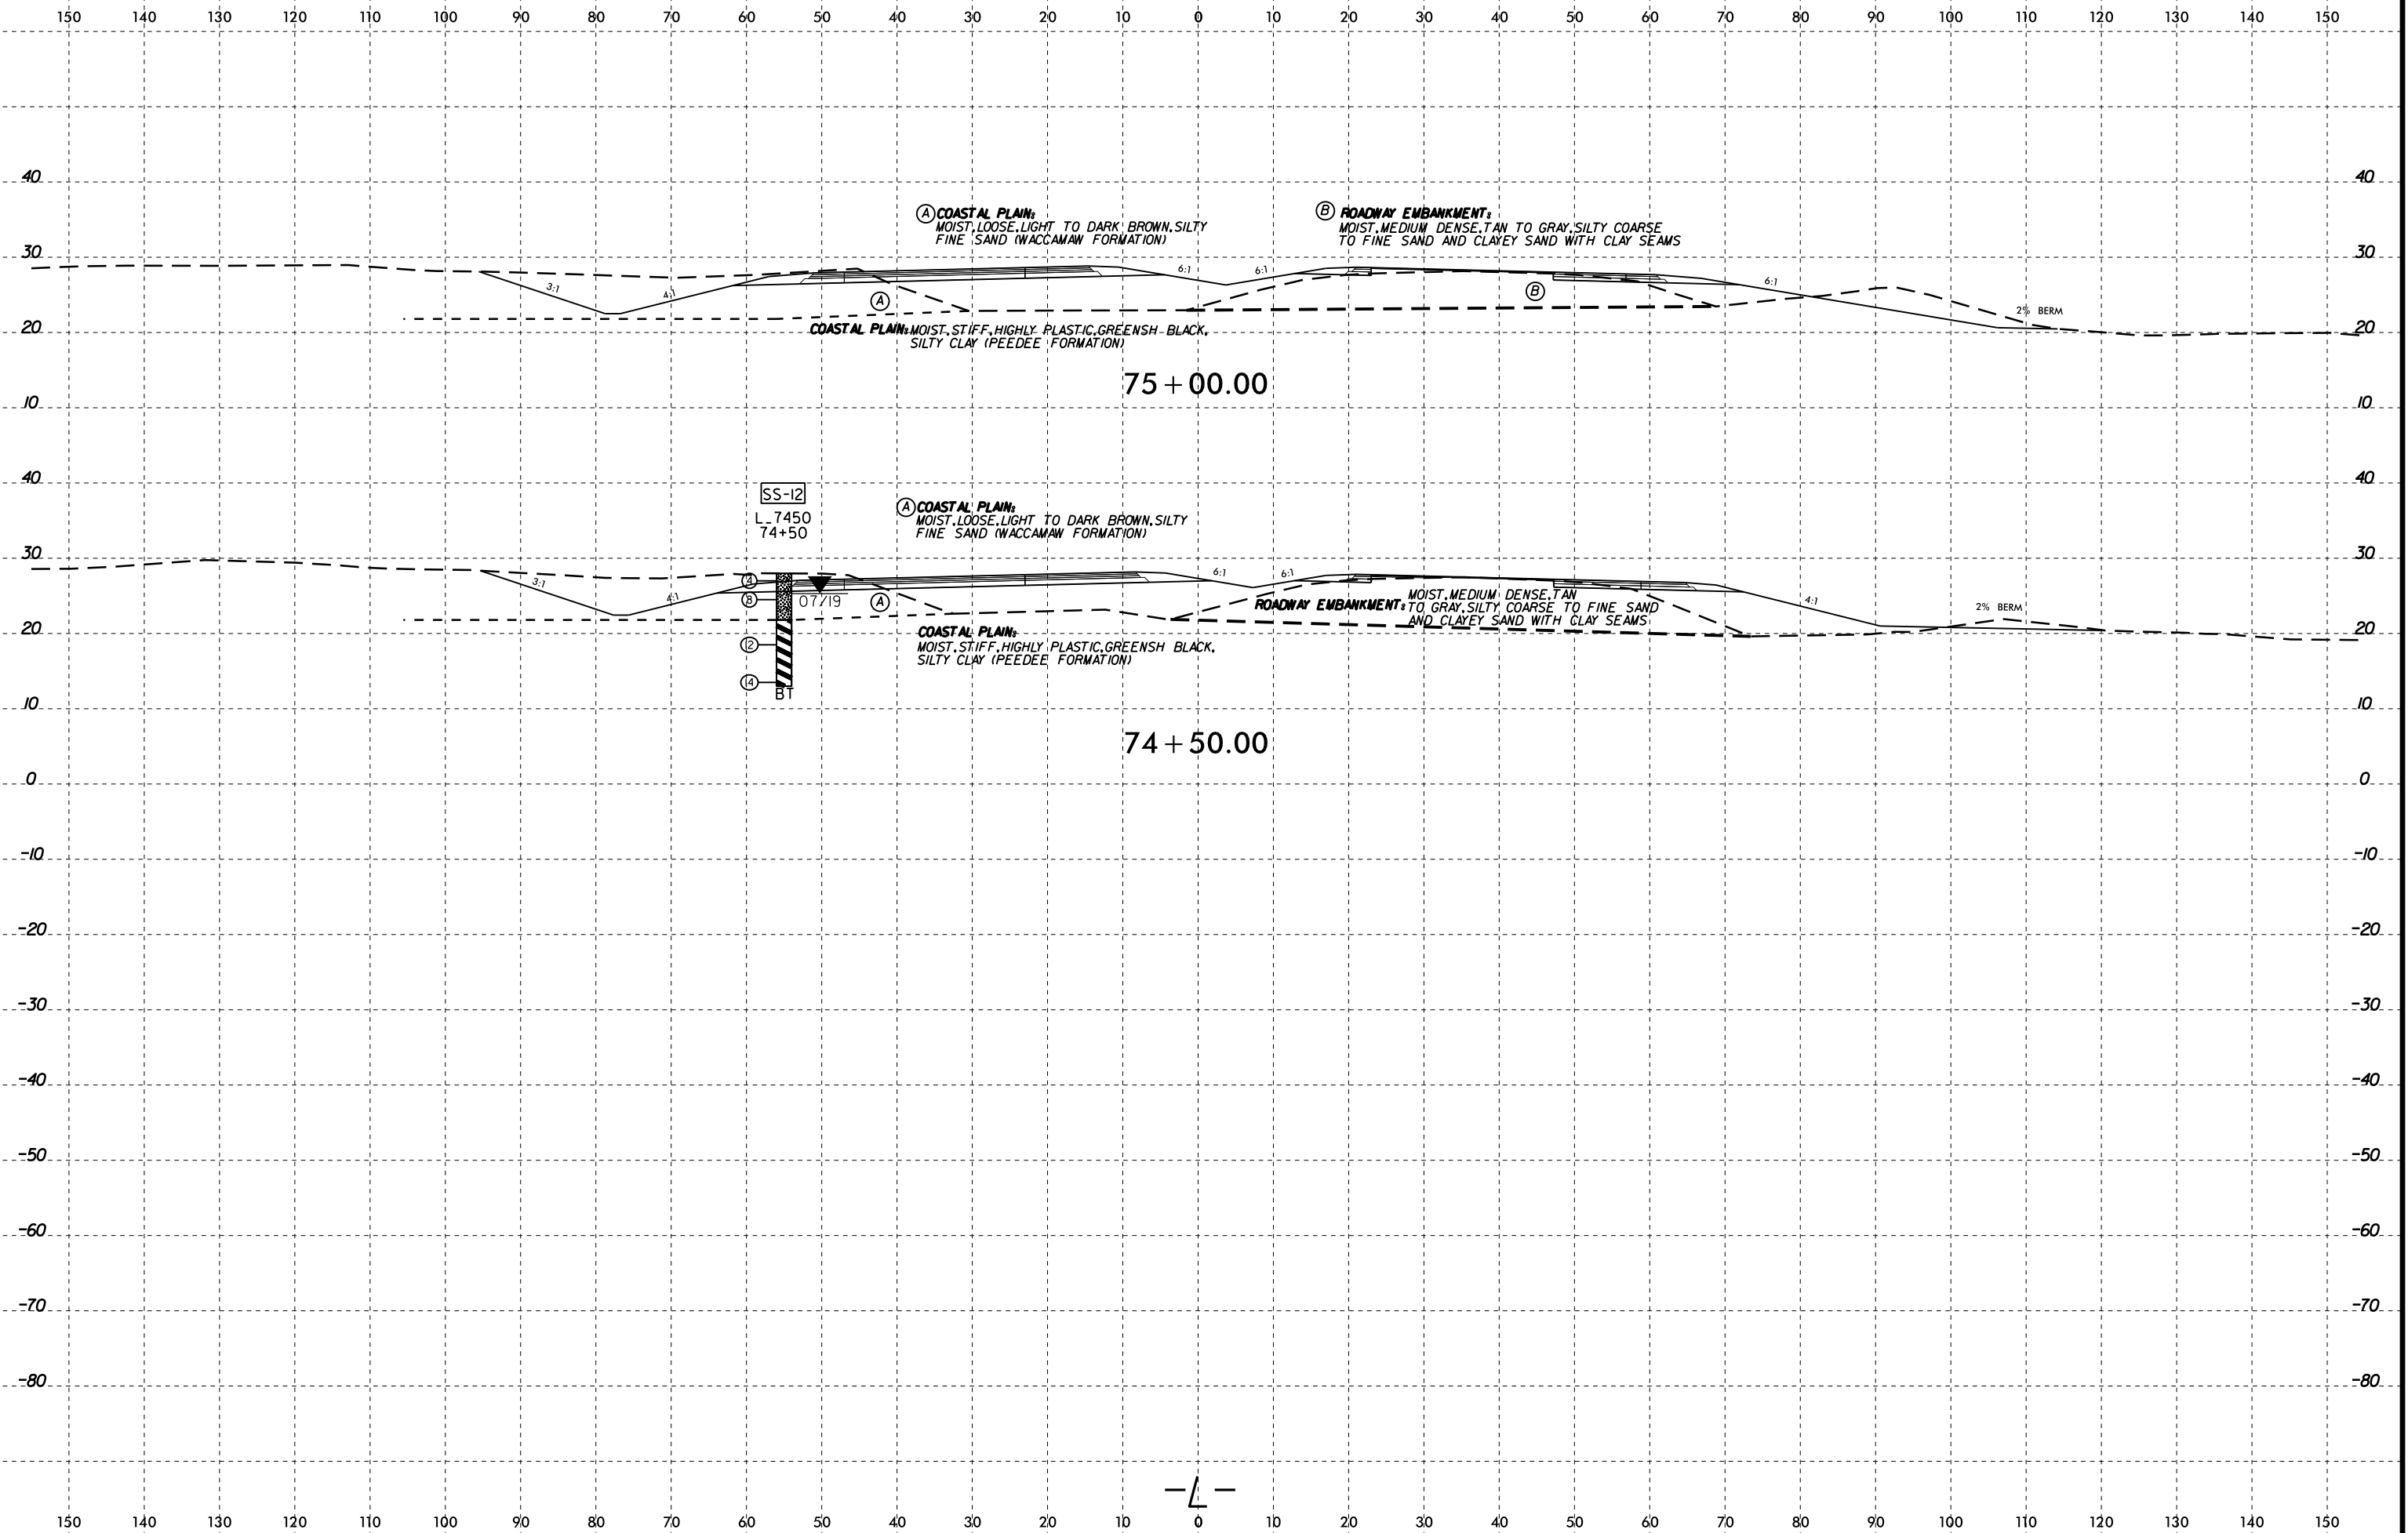 150 140 130 120 110 100 90 80 70 60 50 40 30 20 10 0 10 20 30 40 50 60 70 80 90 100 110 120 130 140 150
40 40
Ⓐ COASTAL PLAIN:
MOIST, LOOSE, LIGHT TO DARK BROWN, SILTY
FINE SAND (WACCAMAW FORMATION)
Ⓑ ROADWAY EMBANKMENT:
MOIST, MEDIUM DENSE, TAN TO GRAY, SILTY COARSE
TO FINE SAND AND CLAYEY SAND WITH CLAY SEAMS
30 30
3:1 4:1 6:1 6:1 6:1
Ⓐ Ⓑ
2% BERM
20 20
COASTAL PLAIN: MOIST, STIFF, HIGHLY PLASTIC, GREENSH BLACK,
SILTY CLAY (PEEDEE FORMATION)
75+00.00
10 10
40 40
SS-12
L_7450
74+50
Ⓐ COASTAL PLAIN:
MOIST, LOOSE, LIGHT TO DARK BROWN, SILTY
FINE SAND (WACCAMAW FORMATION)
30 30
3:1 4:1 6:1 6:1 4:1
4
8
07/19
Ⓐ
ROADWAY EMBANKMENT: MOIST, MEDIUM DENSE, TAN
TO GRAY, SILTY COARSE TO FINE SAND
AND CLAYEY SAND WITH CLAY SEAMS
2% BERM
20 20
COASTAL PLAIN:
MOIST, STIFF, HIGHLY PLASTIC, GREENSH BLACK,
SILTY CLAY (PEEDEE FORMATION)
12
14
BT
10 10
74+50.00
0 0
-10 -10
-20 -20
-30 -30
-40 -40
-50 -50
-60 -60
-70 -70
-80 -80
-L-
150 140 130 120 110 100 90 80 70 60 50 40 30 20 10 0 10 20 30 40 50 60 70 80 90 100 110 120 130 140 150